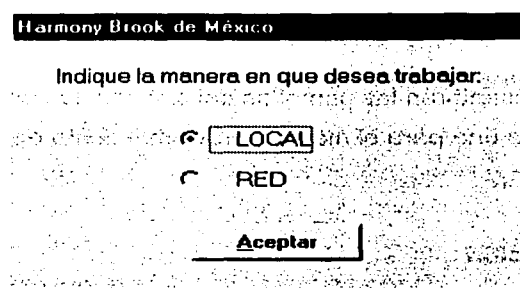 Harmony Brook de México
Indique la manera en que desea trabajar:
LOCAL
RED
Aceptar